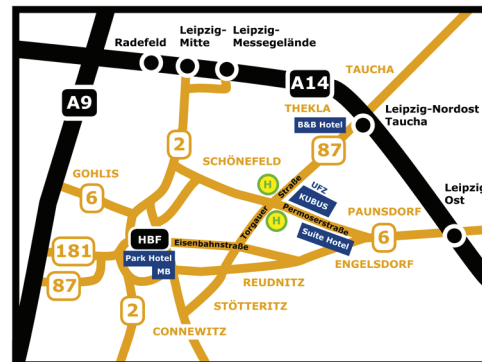 Radefeld
Leipzig-
Mitte
Leipzig-
Messegelände
A14
TAUCHA
A9
THEKLA
B&B Hotel
Leipzig-Nordost
Taucha
2
87
SCHÖNEFELD
GOHLIS
6
H
Straße
UFZ
KUBUS
Leipzig
Ost
PAUNSDORF
Permoserstraße
H
Torgauer
Suite Hotel
6
HBF
Eisenbahnstraße
181
Park Hotel
MB
ENGELSDORF
87
REUDNITZ
2
STÖTTERITZ
CONNEWITZ